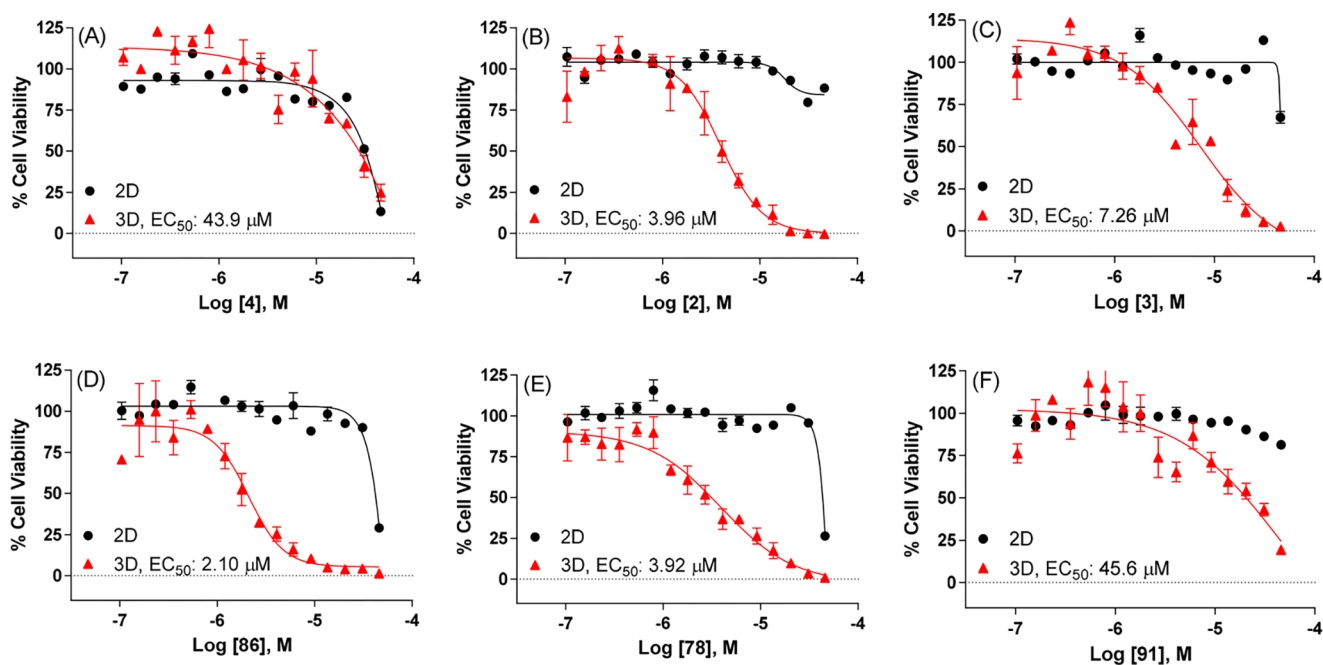 (A)
% Cell Viability
125
100
75
50
25
0
2D
3D, EC50: 43.9 μM
-7
-6
-5
-4
Log [4], M
(B)
% Cell Viability
125
100
75
50
25
0
2D
3D, EC50: 3.96 μM
-7
-6
-5
-4
Log [2], M
(C)
% Cell Viability
125
100
75
50
25
0
2D
3D, EC50: 7.26 μM
-7
-6
-5
-4
Log [3], M
(D)
% Cell Viability
125
100
75
50
25
0
2D
3D, EC50: 2.10 μM
-7
-6
-5
-4
Log [86], M
(E)
% Cell Viability
125
100
75
50
25
0
2D
3D, EC50: 3.92 μM
-7
-6
-5
-4
Log [78], M
(F)
% Cell Viability
125
100
75
50
25
0
2D
3D, EC50: 45.6 μM
-7
-6
-5
-4
Log [91], M